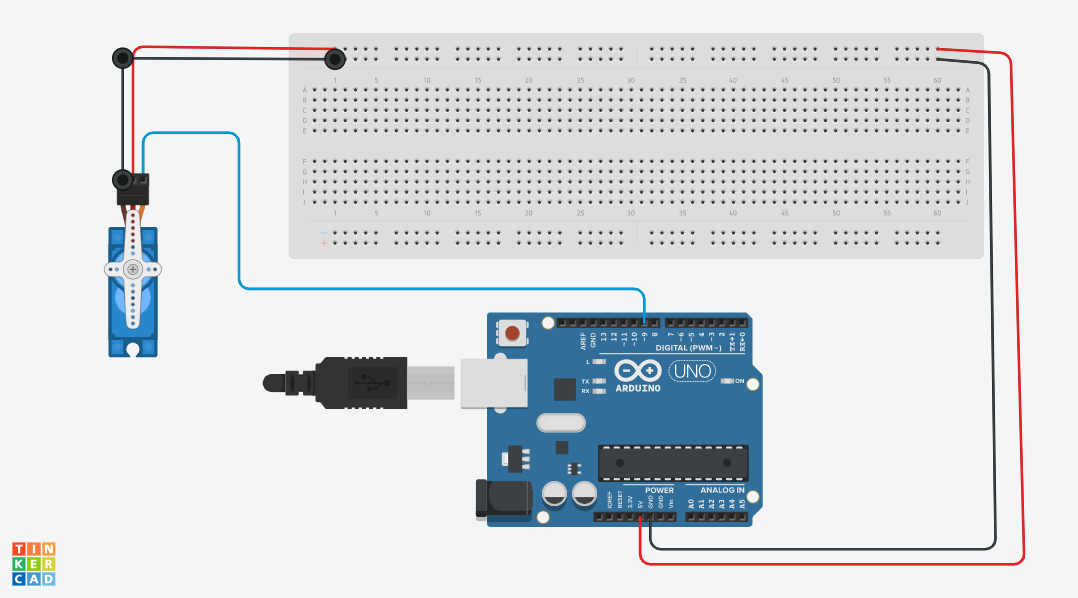 1 5 10 15 20 25 30 35 40 45 50 55 60
A A
B B
C C
D D
E E
F F
G G
H H
I I
J J
1 5 10 15 20 25 30 35 40 45 50 55 60
AREF
GND
13
12
~11
~10
~9
8
7
~6
~5
4
~3
2
TX→1
RX←0
DIGITAL (PWM~)
L
TX
RX
ARDUINO
UNO
ON
POWER
ANALOG IN
IOREF
RESET
3.3V
5V
GND
GND
Vin
A0
A1
A2
A3
A4
A5
TIN
KER
CAD